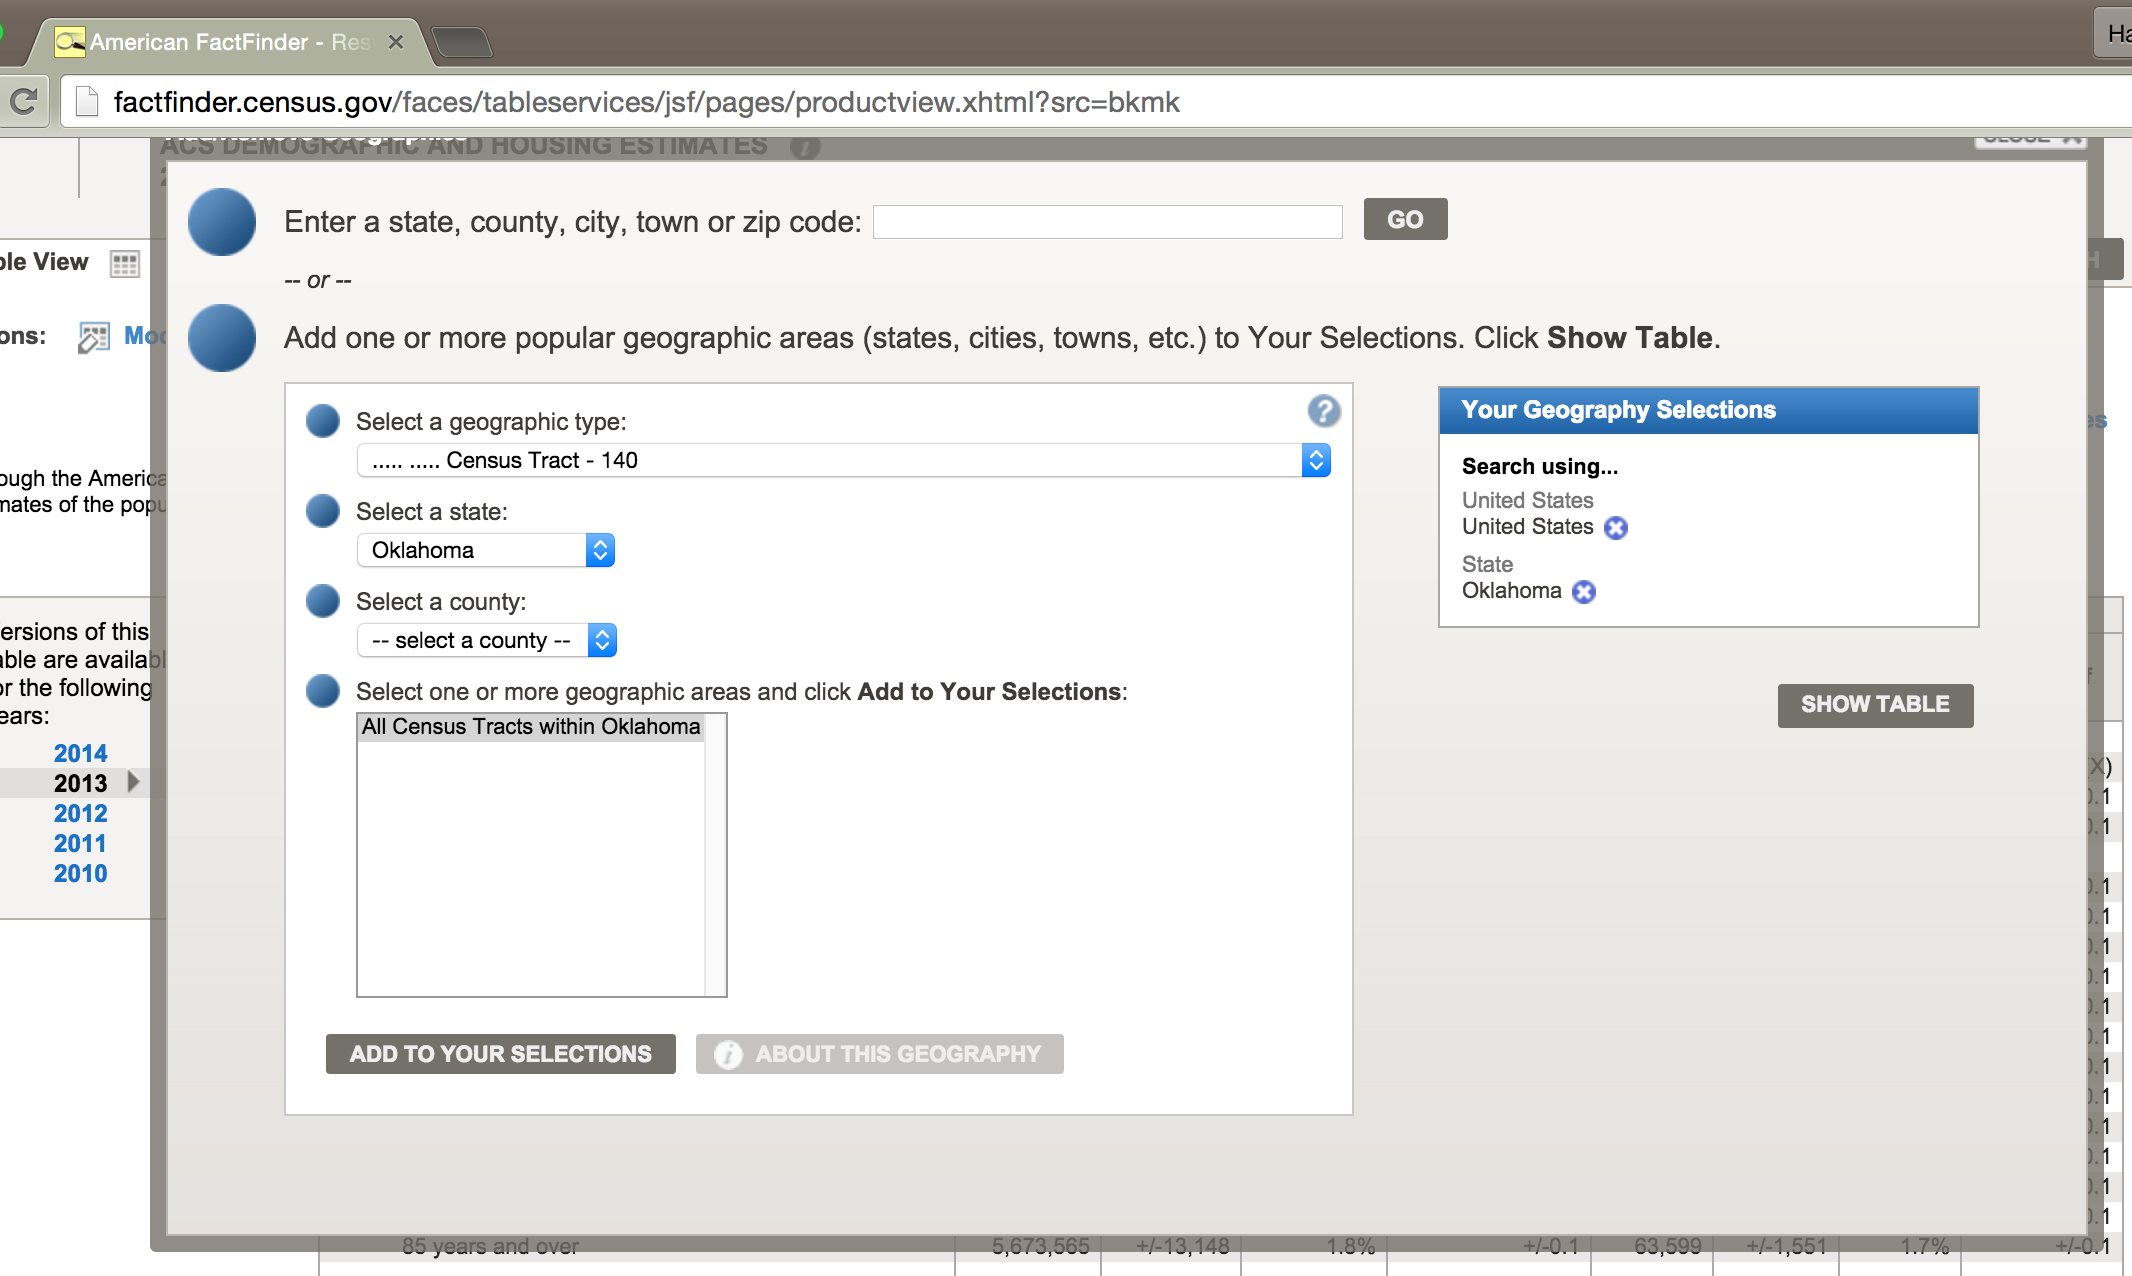 American FactFinder - Res
Ha
factfinder.census.gov/faces/tableservices/jsf/pages/productview.xhtml?src=bkmk
ACS DEMOGRAPHIC AND HOUSING ESTIMATES
CLOSE
Enter a state, county, city, town or zip code:
GO
-- or --
ble View
H
ons:
Mod
Add one or more popular geographic areas (states, cities, towns, etc.) to Your Selections. Click Show Table.
Select a geographic type:
..... ..... Census Tract - 140
Select a state:
Oklahoma
Select a county:
-- select a county --
Select one or more geographic areas and click Add to Your Selections:
All Census Tracts within Oklahoma
ADD TO YOUR SELECTIONS
ABOUT THIS GEOGRAPHY
Your Geography Selections
Search using...
United States
United States
State
Oklahoma
SHOW TABLE
es
ough the America
mates of the popu
ersions of this
able are availabl
or the following
ears:
2014
2013
2012
2011
2010
(X)
0.1
0.1
0.1
0.1
0.1
0.1
0.1
0.1
0.1
0.1
0.1
0.1
0.1
0.1
85 years and over 5,673,565 +/-13,148 1.8% +/-0.1 63,599 +/-1,551 1.7% +/-0.1